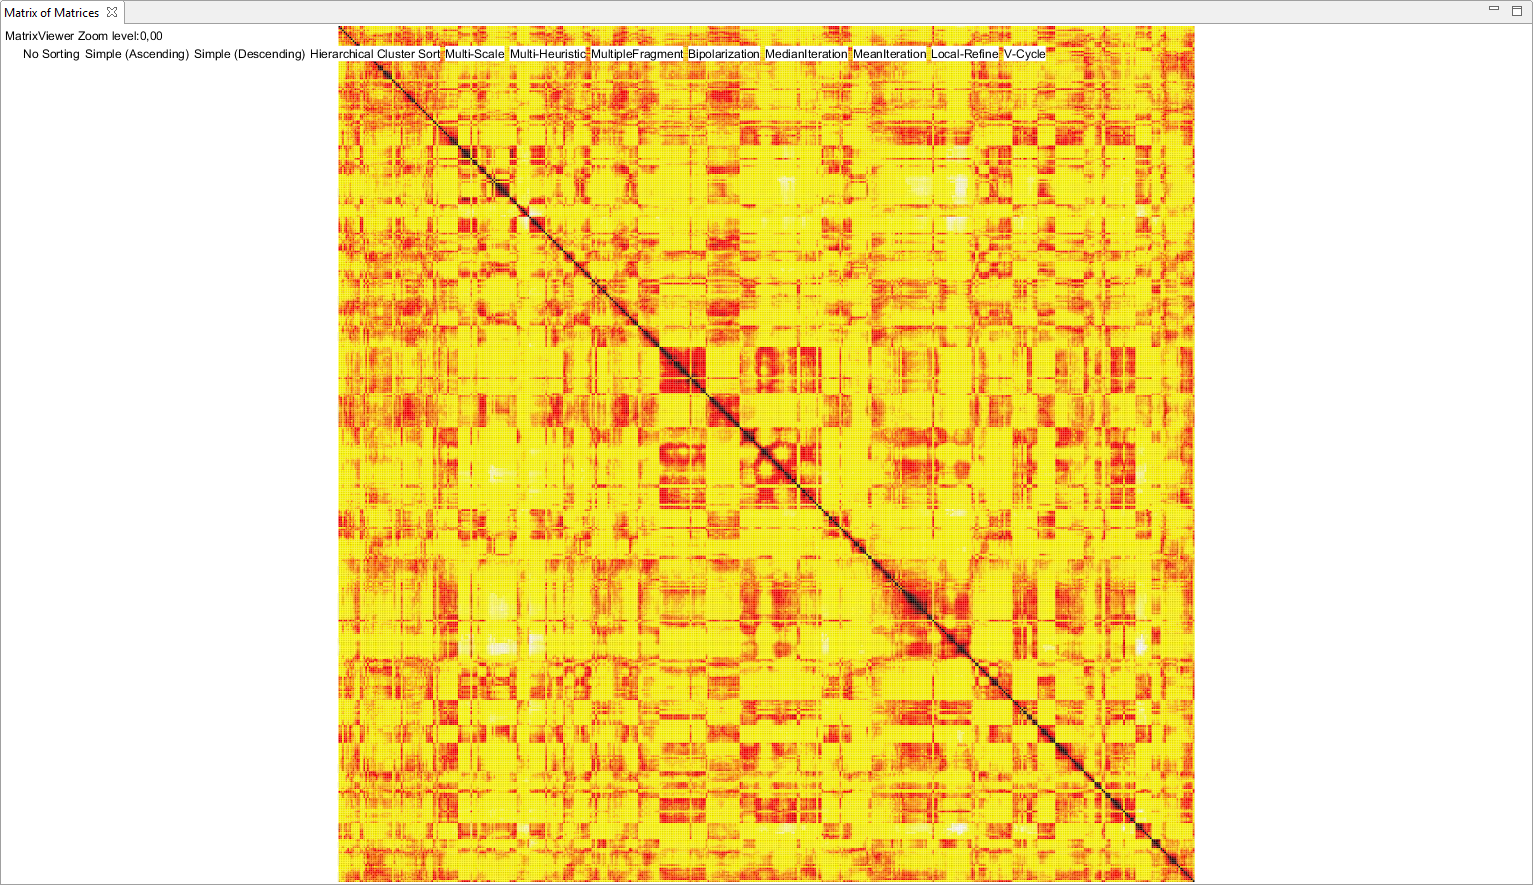 Matrix of Matrices
MatrixViewer Zoom level:0,00
No Sorting Simple (Ascending) Simple (Descending) Hierarchical Cluster Sort Multi-Scale Multi-Heuristic MultipleFragment Bipolarization MedianIteration MeanIteration Local-Refine V-Cycle